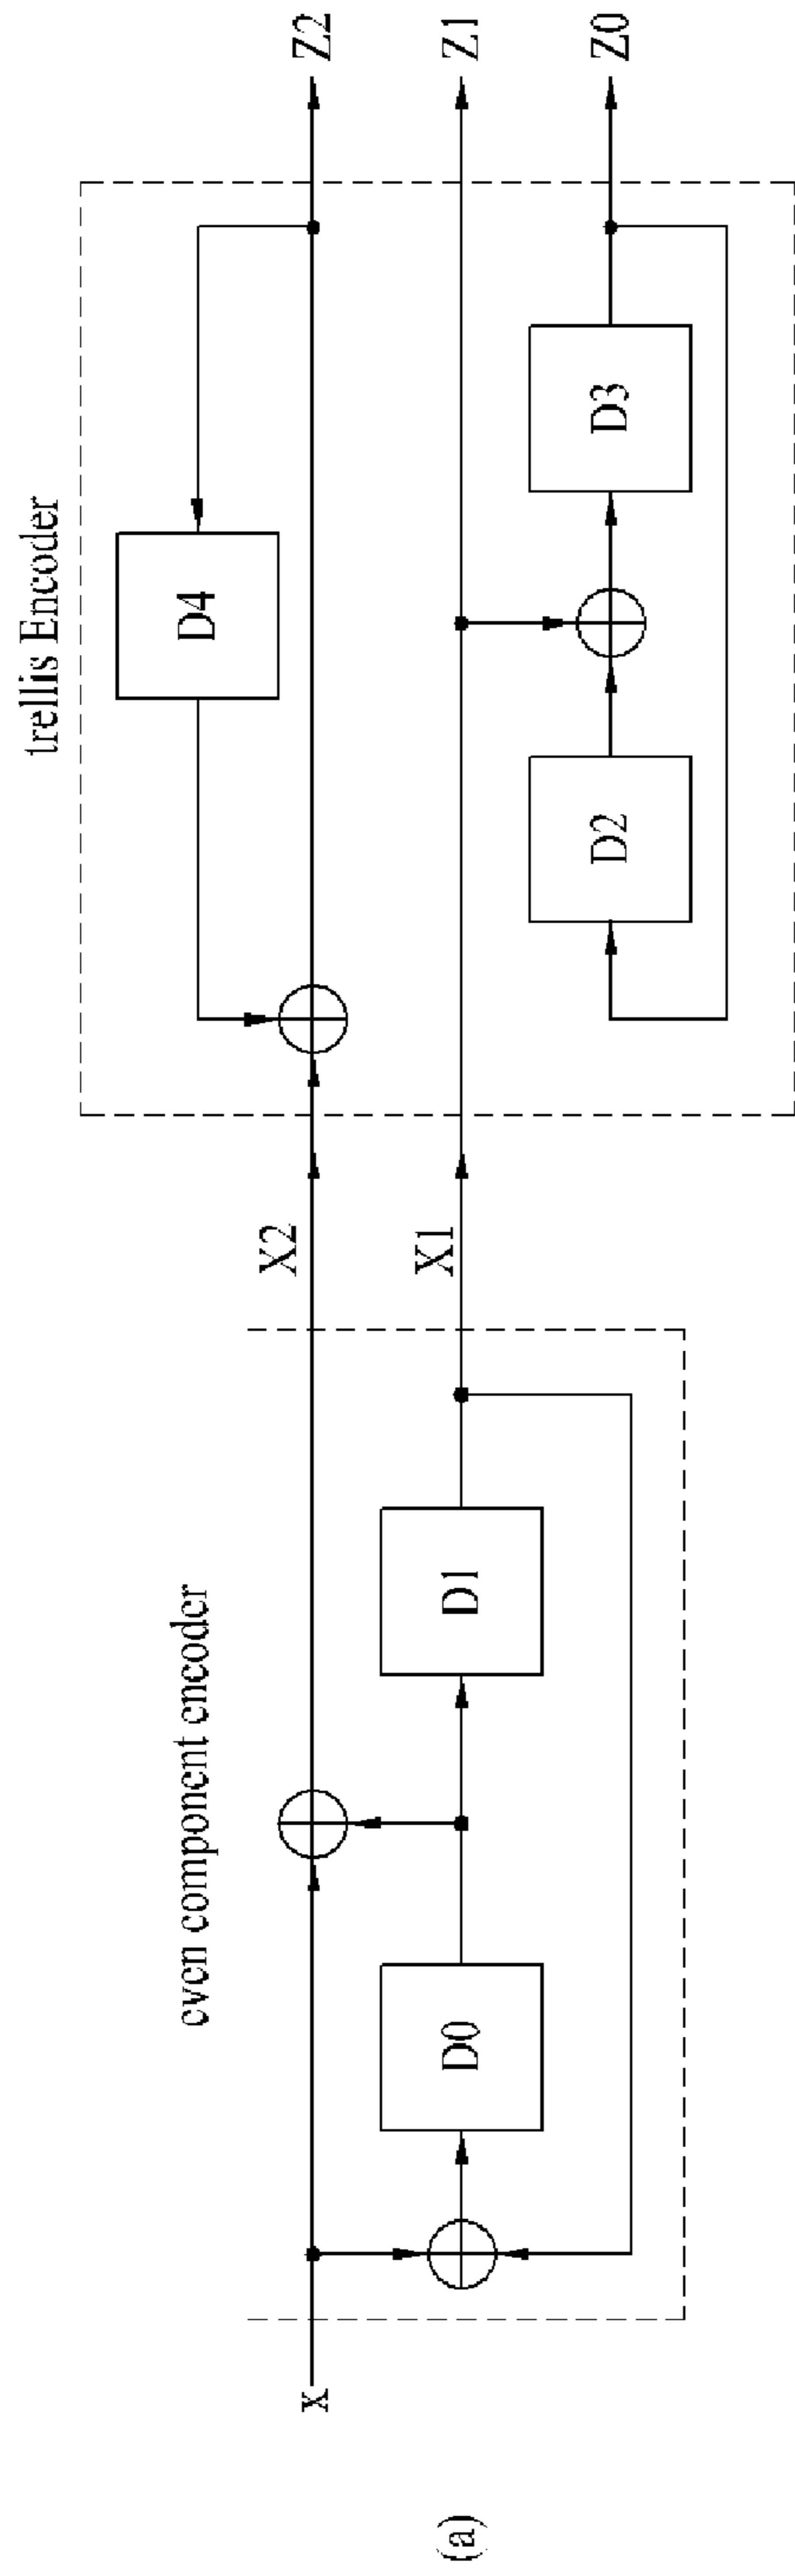 (a)
even component encoder
trellis Encoder
x
X2
X1
D0
D1
D4
D2
D3
Z2
Z1
Z0